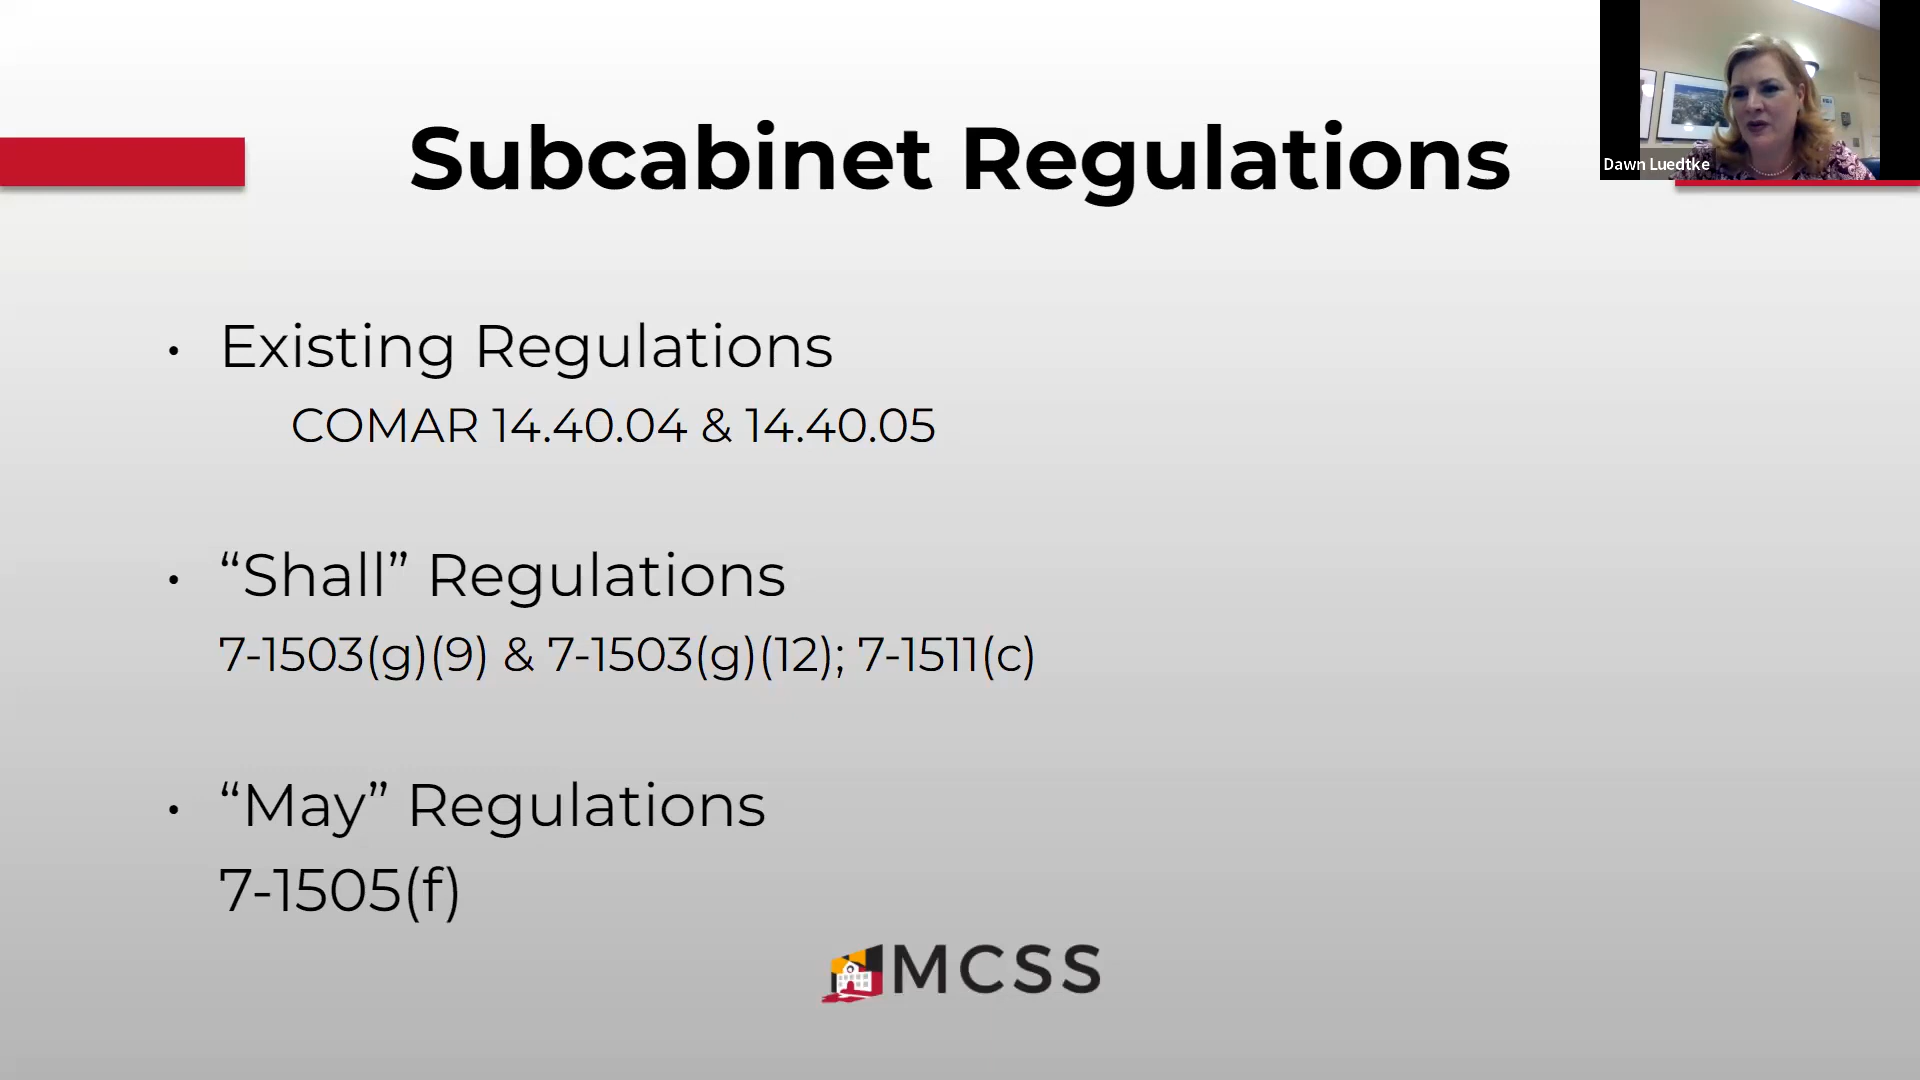 Subcabinet Regulations
Dawn Luedtke
• Existing Regulations
COMAR 14.40.04 & 14.40.05
• “Shall” Regulations
7-1503(g)(9) & 7-1503(g)(12); 7-1511(c)
• “May” Regulations
7-1505(f)
MCSS